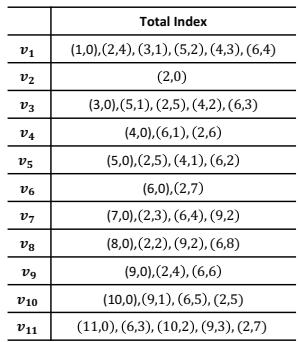 Total Index
v1 (1,0),(2,4),(3,1),(5,2),(4,3),(6,4)
v2 (2,0)
v3 (3,0),(5,1),(2,5),(4,2),(6,3)
v4 (4,0),(6,1),(2,6)
v5 (5,0),(2,5),(4,1),(6,2)
v6 (6,0),(2,7)
v7 (7,0),(2,3),(6,4),(9,2)
v8 (8,0),(2,2),(9,2),(6,8)
v9 (9,0),(2,4),(6,6)
v10 (10,0),(9,1),(6,5),(2,5)
v11 (11,0),(6,3),(10,2),(9,3),(2,7)